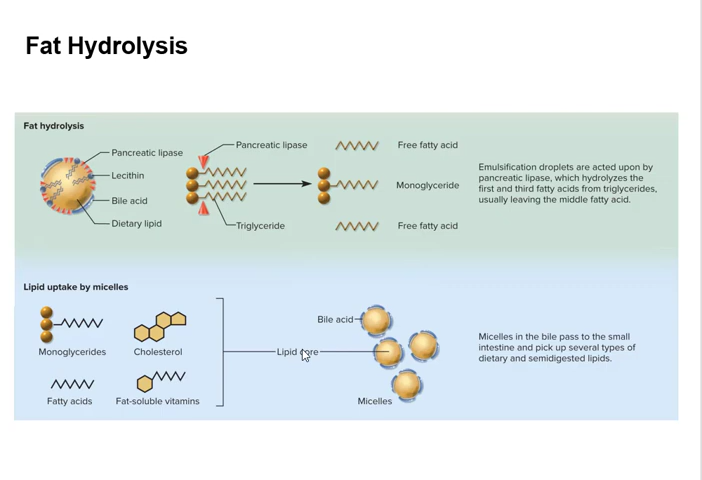 Fat Hydrolysis
Fat hydrolysis
Pancreatic lipase
Lecithin
Bile acid
Dietary lipid
Pancreatic lipase
Triglyceride
Free fatty acid
Monoglyceride
Free fatty acid
Emulsification droplets are acted upon by
pancreatic lipase, which hydrolyzes the
first and third fatty acids from triglycerides,
usually leaving the middle fatty acid.
Lipid uptake by micelles
Monoglycerides
Cholesterol
Fatty acids
Fat-soluble vitamins
Bile acid
Lipid core
Micelles
Micelles in the bile pass to the small
intestine and pick up several types of
dietary and semidigested lipids.